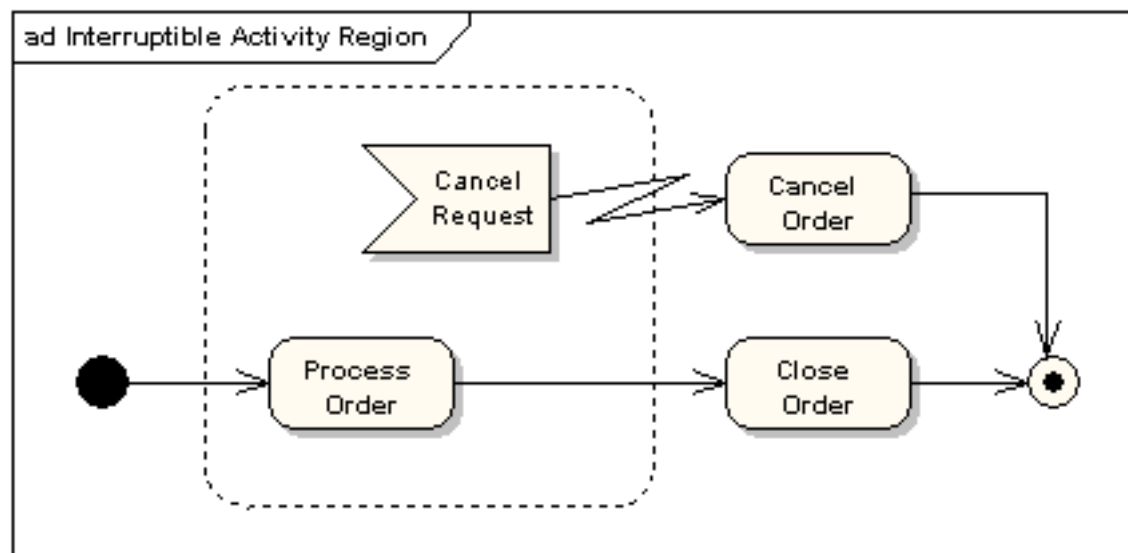 ad Interruptible Activity Region
Cancel
Request
Cancel
Order
Process
Order
Close
Order